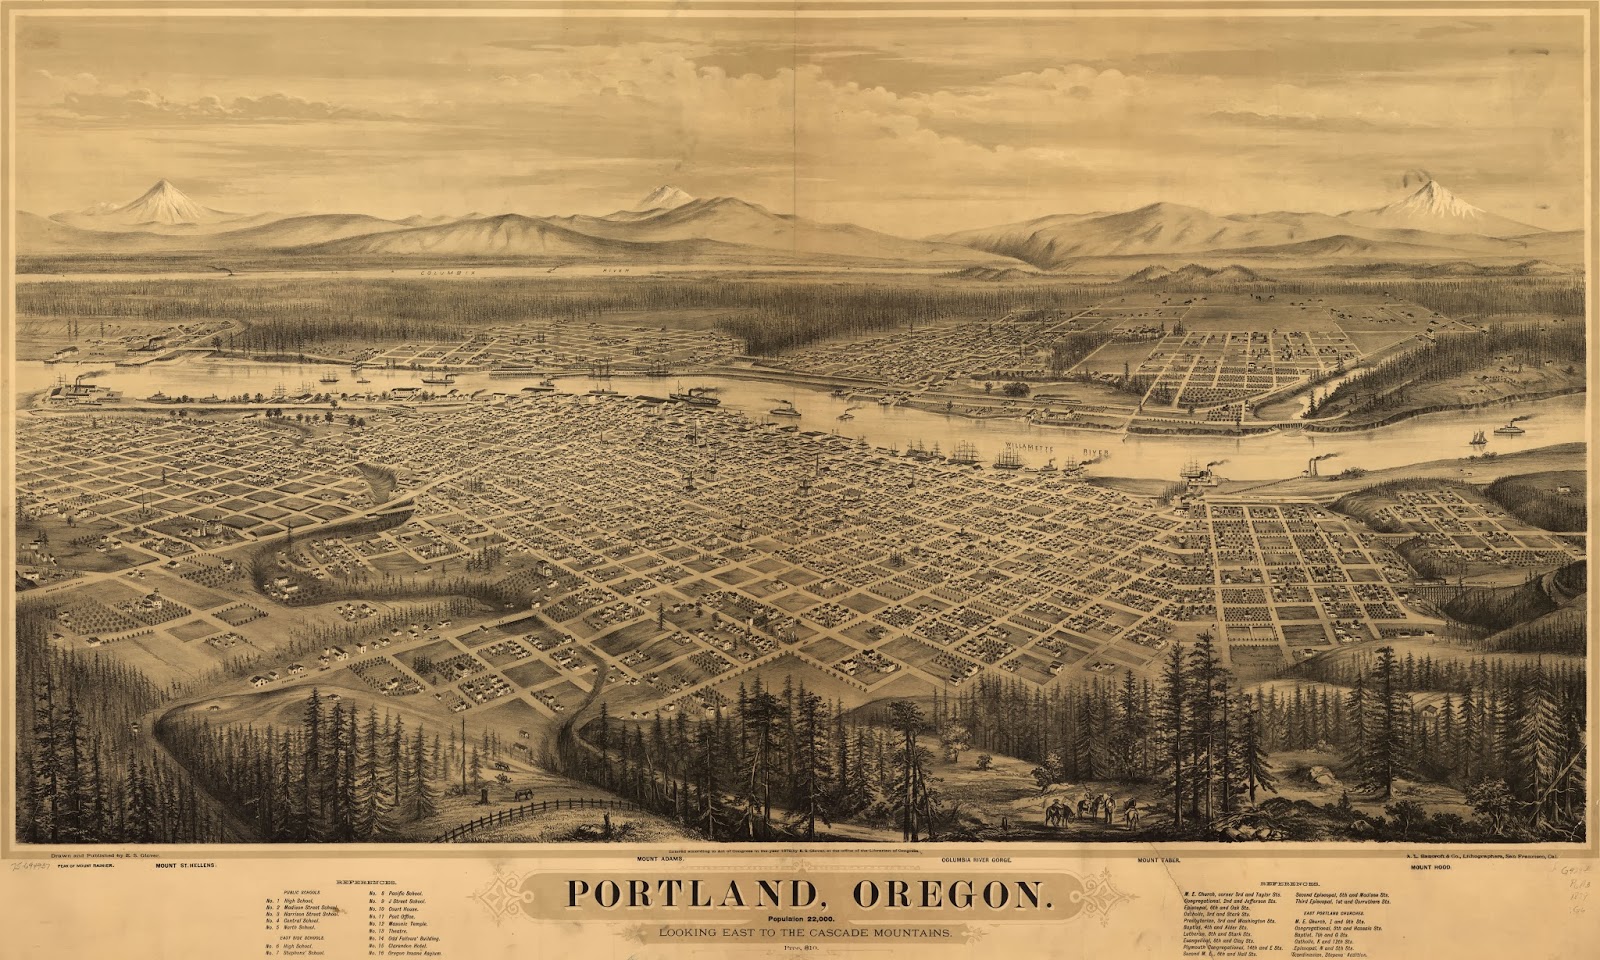 COLUMBIA RIVER
WILLAMETTE RIVER
Drawn and Published by E. S. Glover.
Entered according to Act of Congress in the year 1879, by E. S. Glover, in the office of the Librarian of Congress.
A. L. Bancroft & Co., Lithographers, San Francisco, Cal.
PEAK OF MOUNT RAINIER.
MOUNT ST. HELLENS.
MOUNT ADAMS.
COLUMBIA RIVER GORGE.
MOUNT TABER.
MOUNT HOOD.
PORTLAND, OREGON.
Population 22,000.
LOOKING EAST TO THE CASCADE MOUNTAINS.
Price, $10.
REFERENCES.
PUBLIC SCHOOLS
No. 1 High School.
No. 2 Madison Street School.
No. 3 Harrison Street School.
No. 4 Central School.
No. 5 North School.
EAST SIDE SCHOOLS.
No. 6 High School.
No. 7 Stephens' School.
No. 8 Pacific School.
No. 9 J Street School.
No. 10 Court House.
No. 11 Post Office.
No. 12 Masonic Temple.
No. 13 Theatre.
No. 14 Odd Fellows' Building.
No. 15 Clarendon Hotel.
No. 16 Oregon Insane Asylum
REFERENCES.
M. E. Church, corner 3rd and Taylor Sts.
Congregational, 2nd and Jefferson Sts.
Episcopal, 5th and Oak Sts.
Catholic, 3rd and Stark Sts.
Presbyterian, 3rd and Washington Sts.
Baptist, 4th and Alder Sts.
Lutheran, 5th and Stark Sts.
Evangelical, 6th and Clay Sts.
Plymouth Congregational, 14th and E Sts.
Second M. E., 6th and Hall Sts.
Second Episcopal, 5th and Madison Sts.
Third Episcopal, 1st and Carruthers Sts.
EAST PORTLAND CHURCHES.
M. E. Church, I and 8th Sts.
Congregational, 9th and Hassalo Sts.
Baptist, 7th and G Sts.
Catholic, K and 13th Sts.
Episcopal, N and 5th Sts.
Scandinavian, Stephens' Addition.